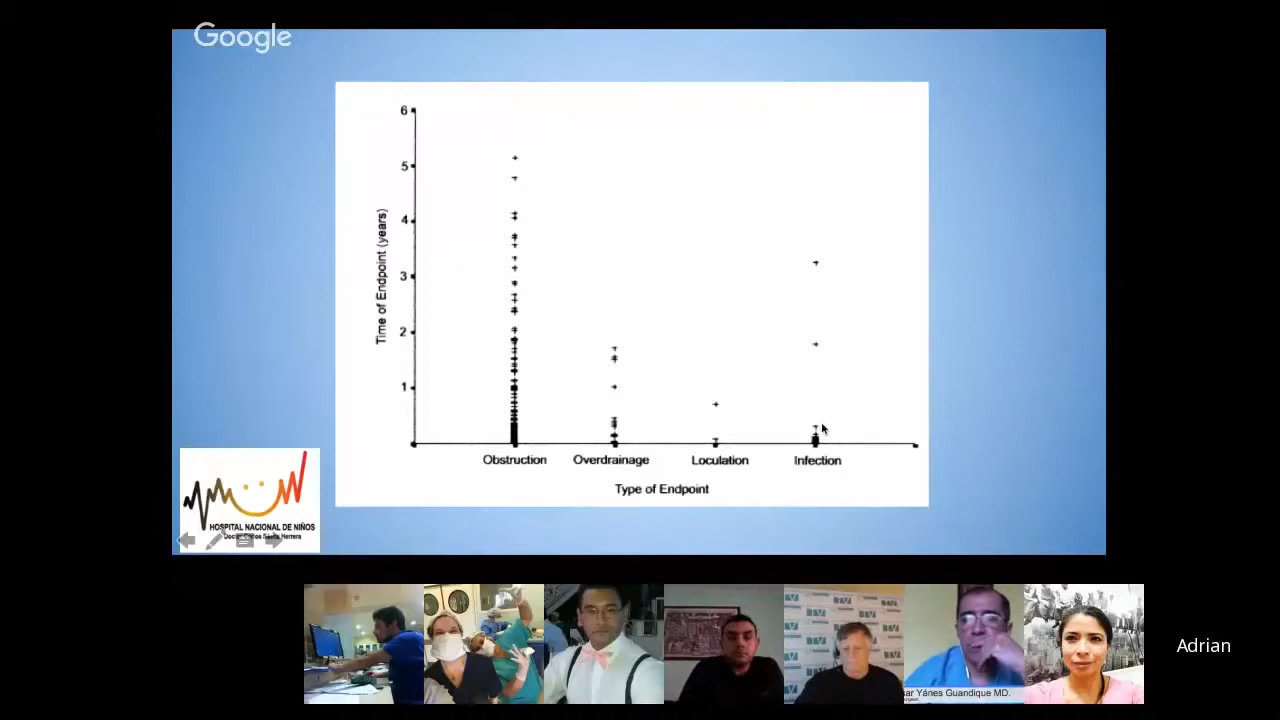 Google
6
5
4
3
2
1
Time of Endpoint (years)
Obstruction Overdrainage Loculation Infection
Type of Endpoint
HOSPITAL NACIONAL DE NIÑOS
Herrera
Yánes Guandique MD.
Adrian